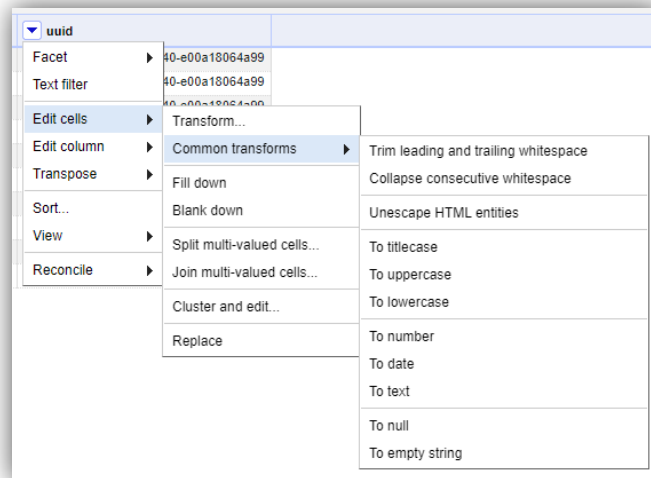 uuid
Facet
40-e00a18064a99
Text filter
40-e00a18064a99
40-e00a18064a99
Edit cells
Transform...
Edit column
Common transforms
Trim leading and trailing whitespace
Transpose
Fill down
Collapse consecutive whitespace
Sort...
Blank down
Unescape HTML entities
View
Split multi-valued cells...
To titlecase
Reconcile
Join multi-valued cells...
To uppercase
Cluster and edit...
To lowercase
Replace
To number
To date
To text
To null
To empty string